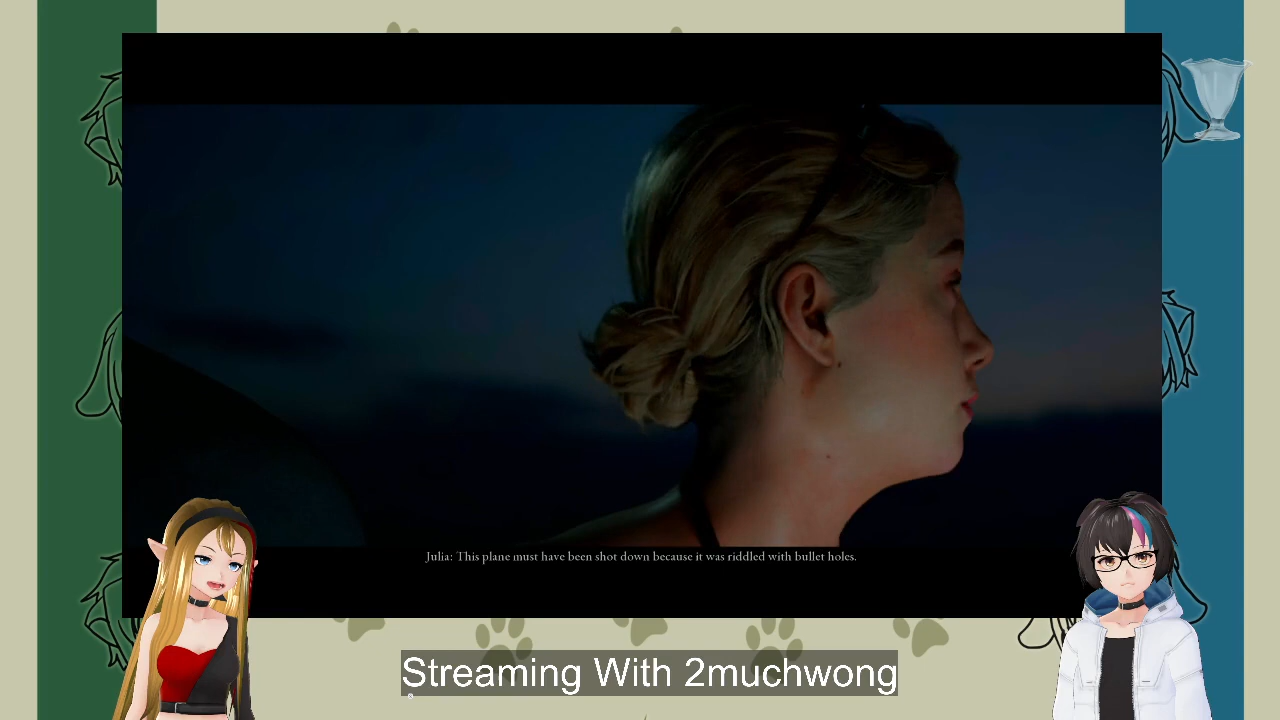 Julia: This plane must have been shot down because it was riddled with bullet holes.
Streaming With 2muchwong